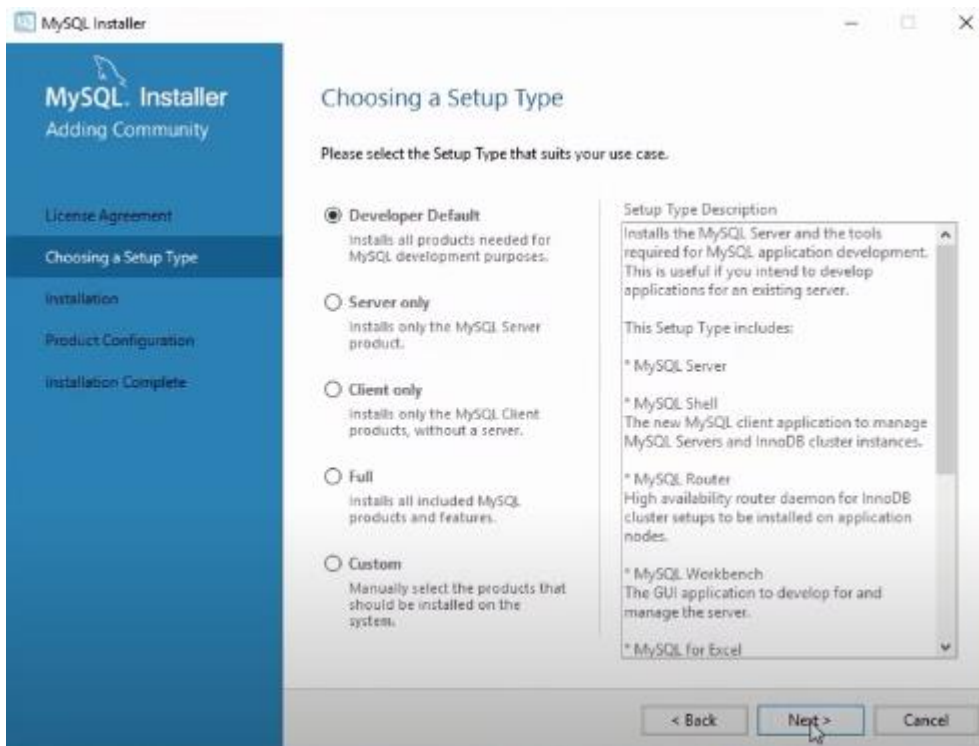 MySQL Installer
MySQL. Installer
Adding Community
License Agreement
Choosing a Setup Type
Installation
Product Configuration
Installation Complete
Choosing a Setup Type
Please select the Setup Type that suits your use case.
Developer Default
Installs all products needed for
MySQL development purposes.
Server only
Installs only the MySQL Server
product.
Client only
Installs only the MySQL Client
products, without a server.
Full
Installs all included MySQL
products and features.
Custom
Manually select the products that
should be installed on the
system.
Setup Type Description
Installs the MySQL Server and the tools
required for MySQL application development.
This is useful if you intend to develop
applications for an existing server.
This Setup Type includes:
* MySQL Server
* MySQL Shell
The new MySQL client application to manage
MySQL Servers and InnoDB cluster instances.
* MySQL Router
High availability router daemon for InnoDB
cluster setups to be installed on application
nodes.
* MySQL Workbench
The GUI application to develop for and
manage the server.
* MySQL for Excel
< Back
Next >
Cancel